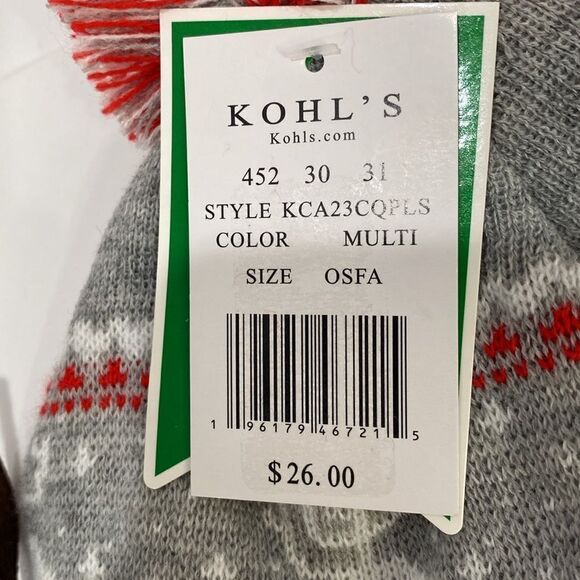 KOHL'S
Kohls.com
452 30 31
STYLE KCA23CQPLS
COLOR MULTI
SIZE OSFA
1 96179 46721 5
$26.00